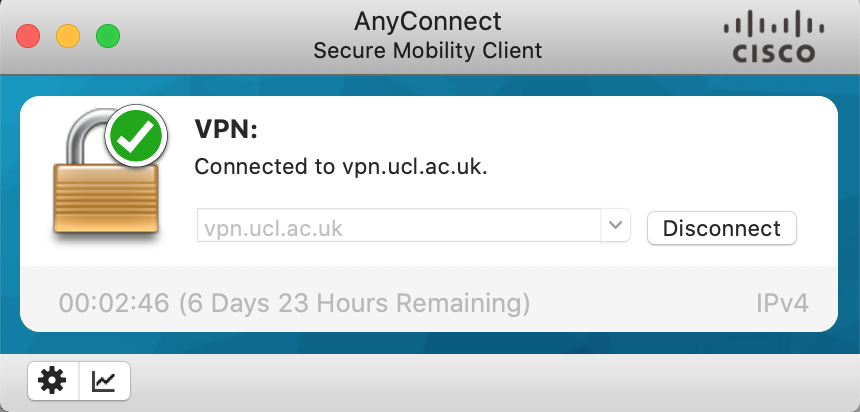 AnyConnect
Secure Mobility Client
CISCO
VPN:
Connected to vpn.ucl.ac.uk.
vpn.ucl.ac.uk
Disconnect
00:02:46 (6 Days 23 Hours Remaining)
IPv4